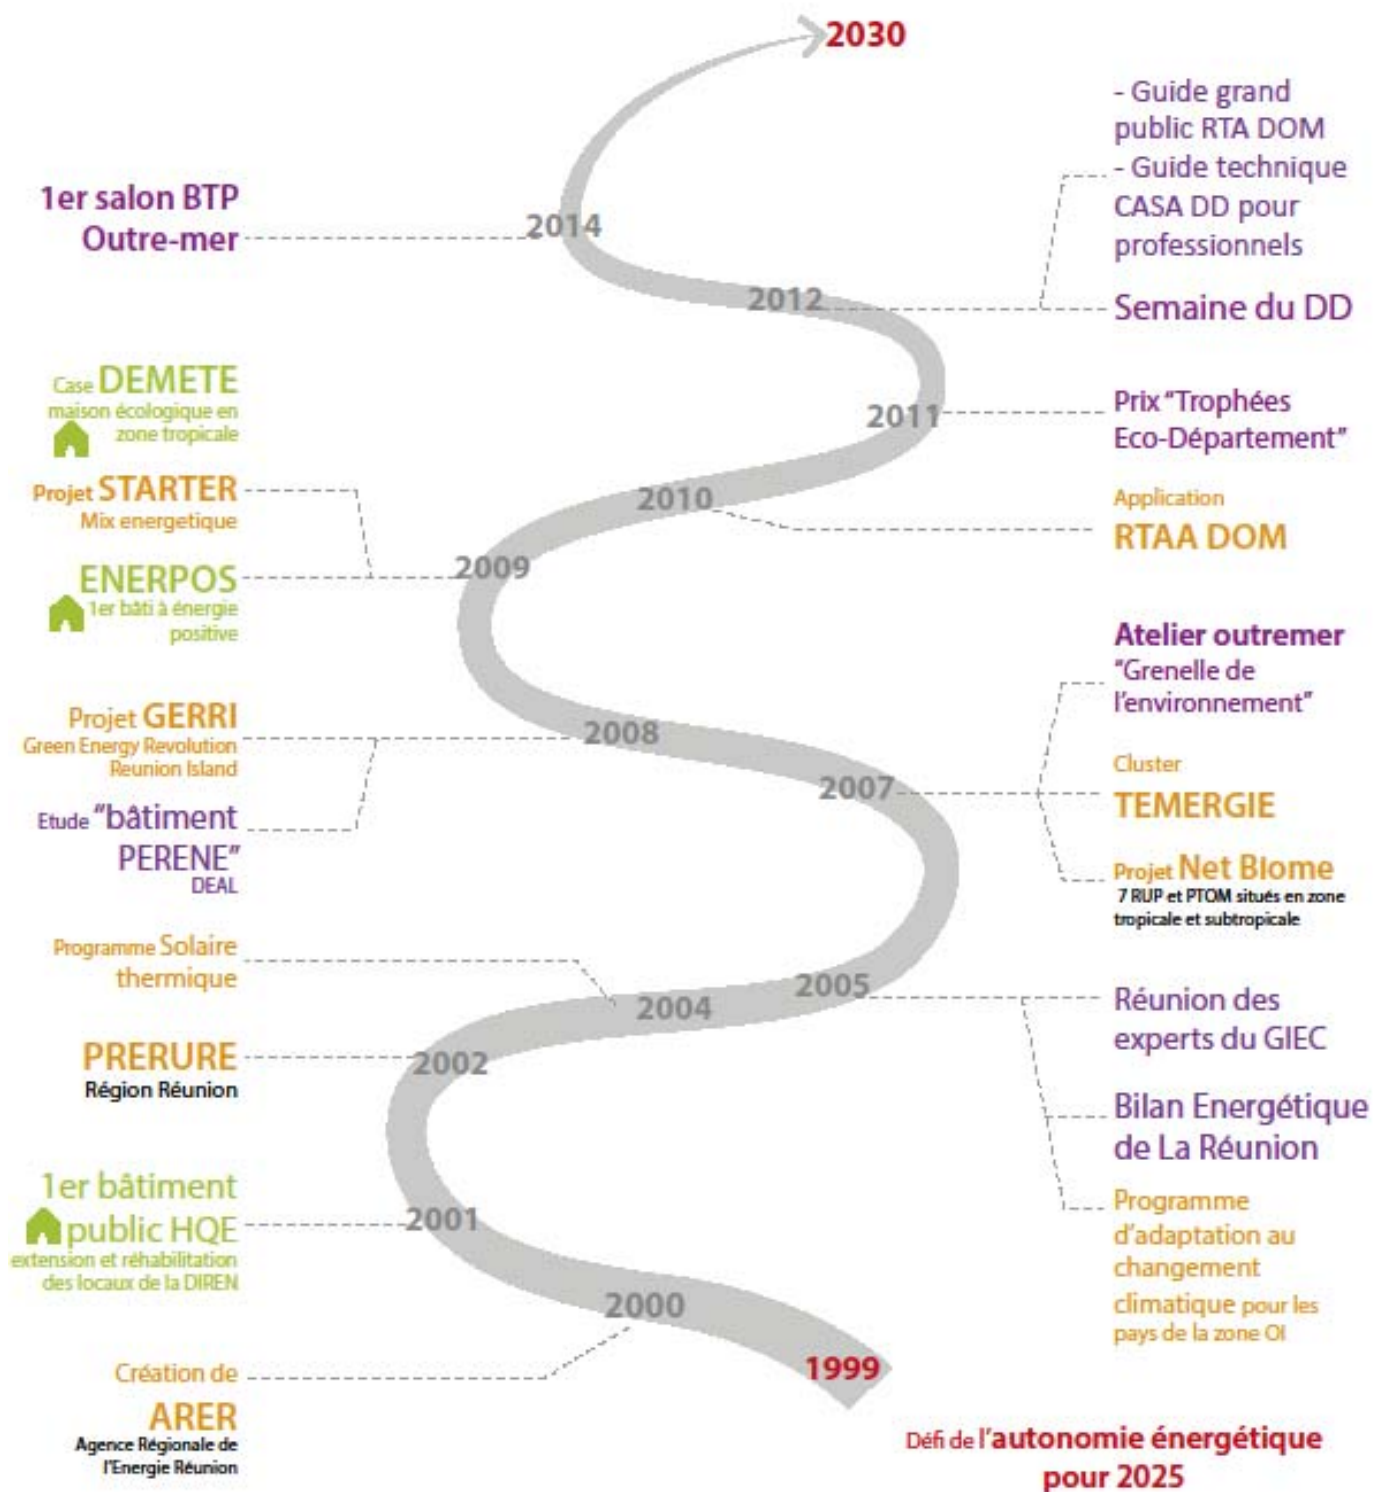 2030
- Guide grand
public RTA DOM
- Guide technique
CASA DD pour
professionnels
1er salon BTP
Outre-mer
2014
2012
Semaine du DD
Case DEMETE
maison écologique en
zone tropicale
2011
Prix "Trophées
Eco-Département"
Projet STARTER
Mix energetique
2010
Application
RTAA DOM
2009
ENERPOS
1er bâti à énergie
positive
Atelier outremer
"Grenelle de
l'environnement"
Projet GERRI
Green Energy Revolution
Reunion Island
2008
Cluster
TEMERGIE
2007
Etude "bâtiment
PERENE"
DEAL
Projet Net Biome
7 RUP et PTOM situés en zone
tropicale et subtropicale
Programme Solaire
thermique
2005
2004
Réunion des
experts du GIEC
PRERURE
Région Réunion
2002
Bilan Energétique
de La Réunion
1er bâtiment
public HQE
extension et réhabilitation
des locaux de la DIREN
2001
Programme
d'adaptation au
changement
climatique pour les
pays de la zone OI
2000
Création de
ARER
Agence Régionale de
l'Energie Réunion
1999
Défi de l'autonomie énergétique
pour 2025